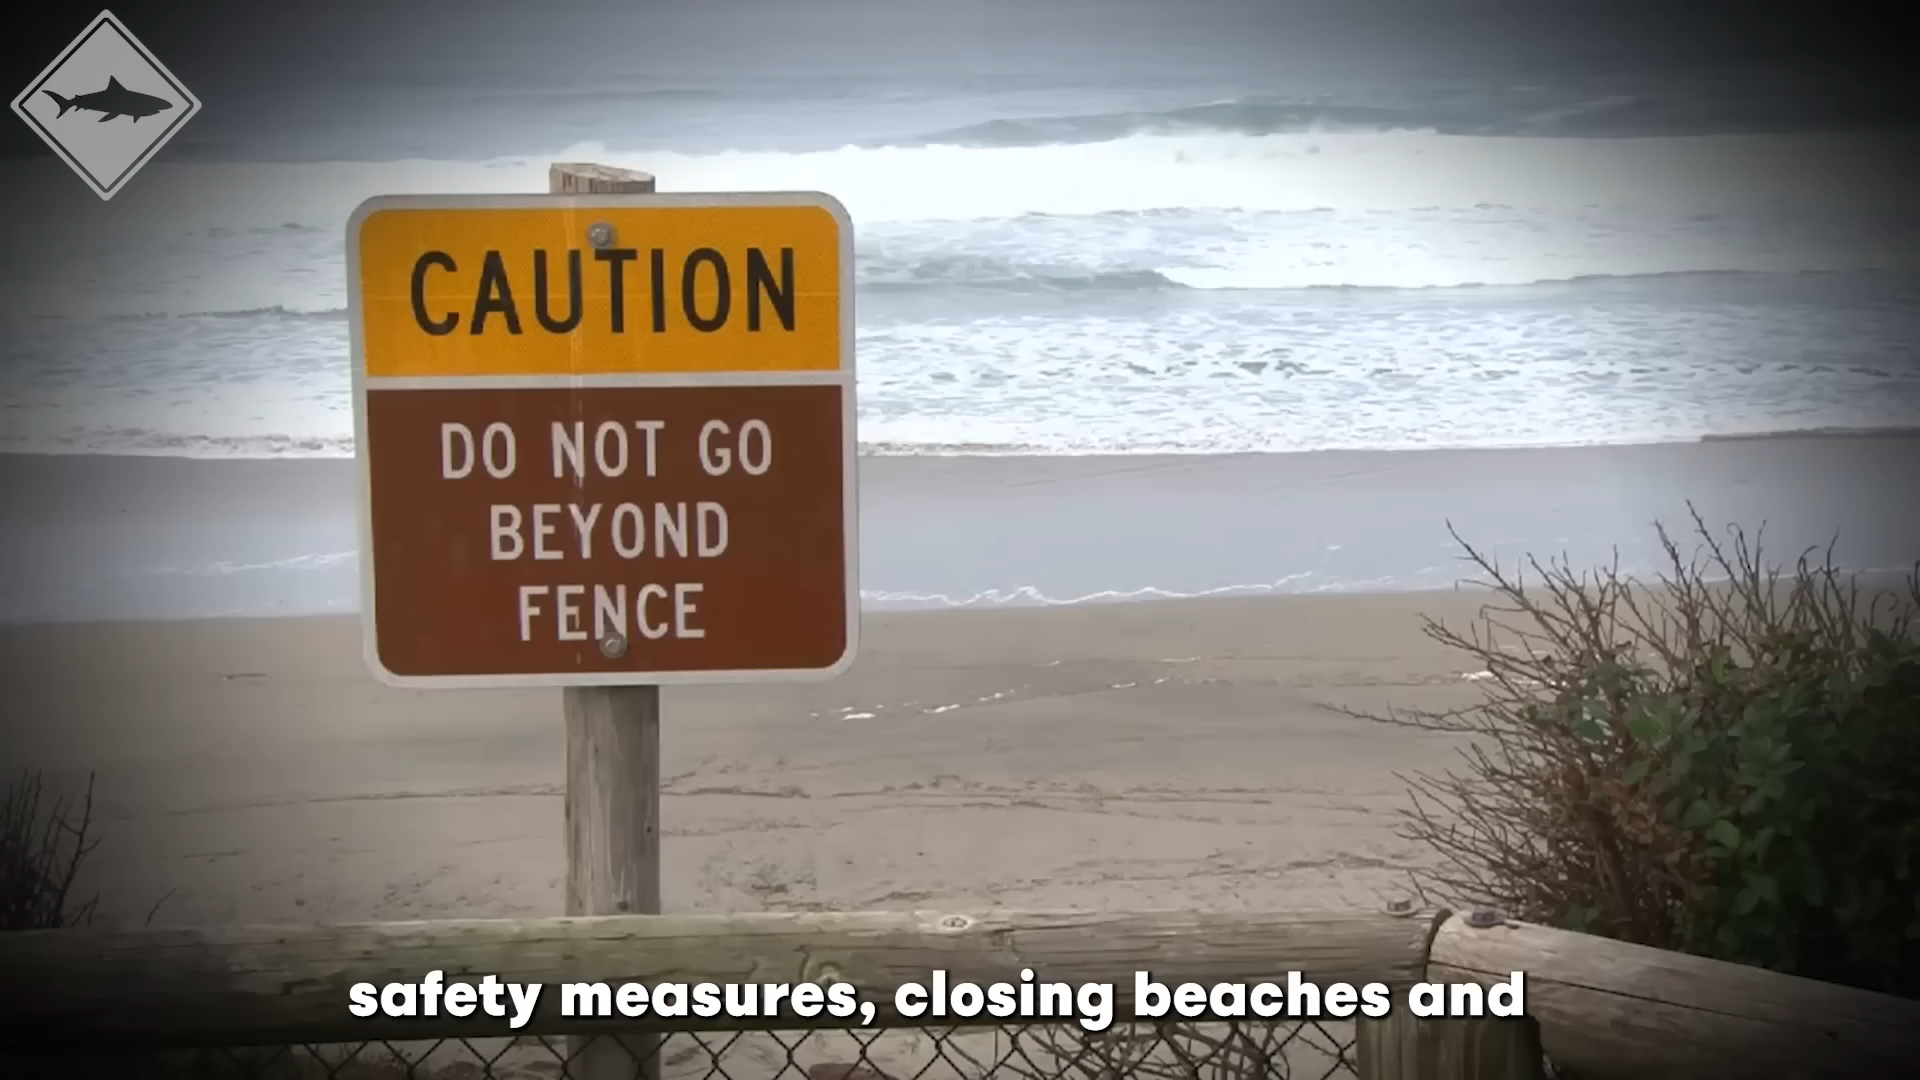 CAUTION
DO NOT GO
BEYOND
FENCE
safety measures, closing beaches and